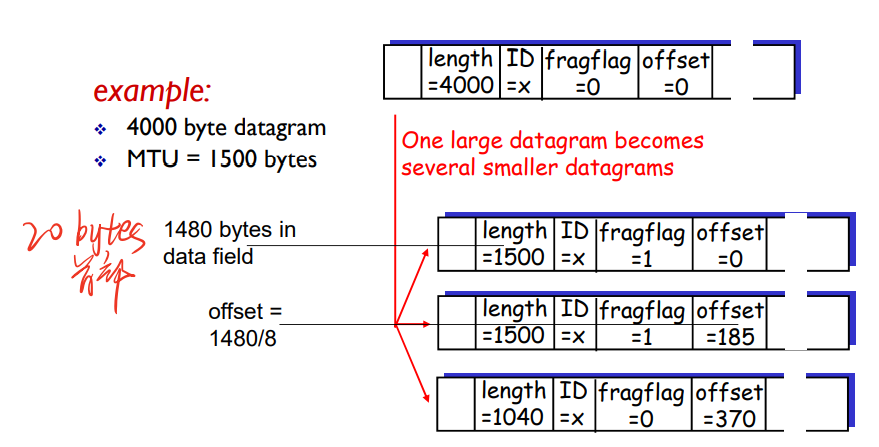 length ID fragflag offset
=4000 =x =0 =0
example:
4000 byte datagram
MTU = 1500 bytes
One large datagram becomes
several smaller datagrams
20 bytes
首部
1480 bytes in
data field
length ID fragflag offset
=1500 =x =1 =0
offset =
1480/8
length ID fragflag offset
=1500 =x =1 =185
length ID fragflag offset
=1040 =x =0 =370